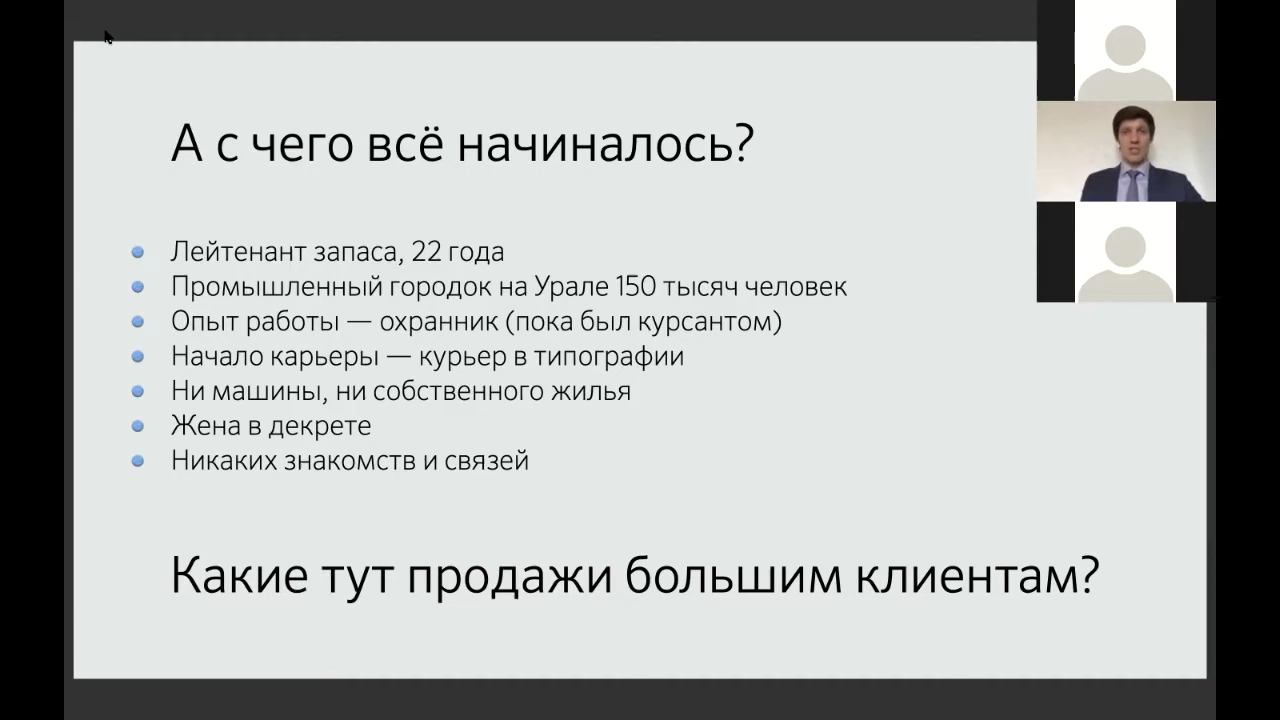 А с чего всё начиналось?
Лейтенант запаса, 22 года
Промышленный городок на Урале 150 тысяч человек
Опыт работы — охранник (пока был курсантом)
Начало карьеры — курьер в типографии
Ни машины, ни собственного жилья
Жена в декрете
Никаких знакомств и связей
Какие тут продажи большим клиентам?